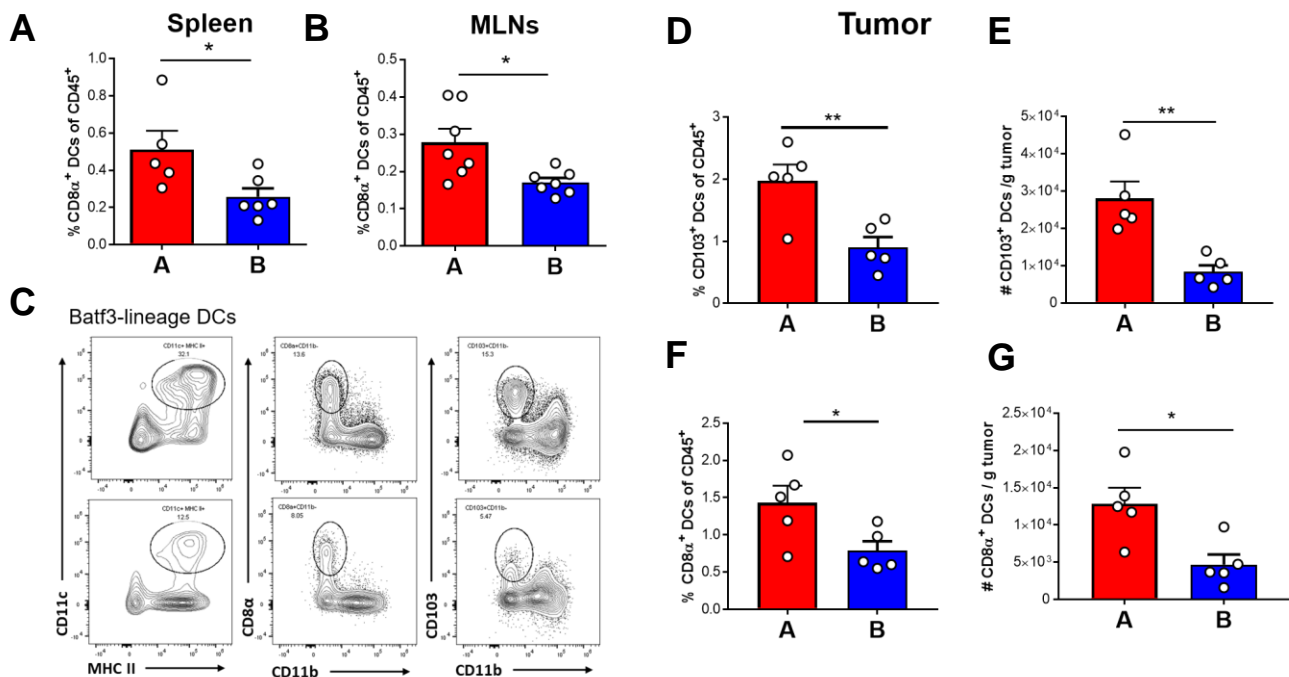 A
Spleen
*
% CD8α⁺ DCs of CD45⁺
1.0
0.8
0.6
0.4
0.2
0.0
A B
B
MLNs
*
% CD8α⁺ DCs of CD45⁺
0.5
0.4
0.3
0.2
0.1
0.0
A B
C
Batf3-lineage DCs
CD11c+ MHC II+
32.1
CD8a+CD11b-
13.6
CD103+CD11b-
15.3
CD11c+ MHC II+
12.5
CD8a+CD11b-
8.05
CD103+CD11b-
5.47
CD11c
CD8α
CD103
MHC II
CD11b
CD11b
Tumor
D
**
% CD103⁺ DCs of CD45⁺
3
2
1
0
A B
E
**
# CD103⁺ DCs /g tumor
5×10⁴
4×10⁴
3×10⁴
2×10⁴
1×10⁴
0
A B
F
*
% CD8α⁺ DCs of CD45⁺
2.5
2.0
1.5
1.0
0.5
0.0
A B
G
*
# CD8α⁺ DCs / g tumor
2.5×10⁴
2×10⁴
1.5×10⁴
1×10⁴
5×10³
0
A B